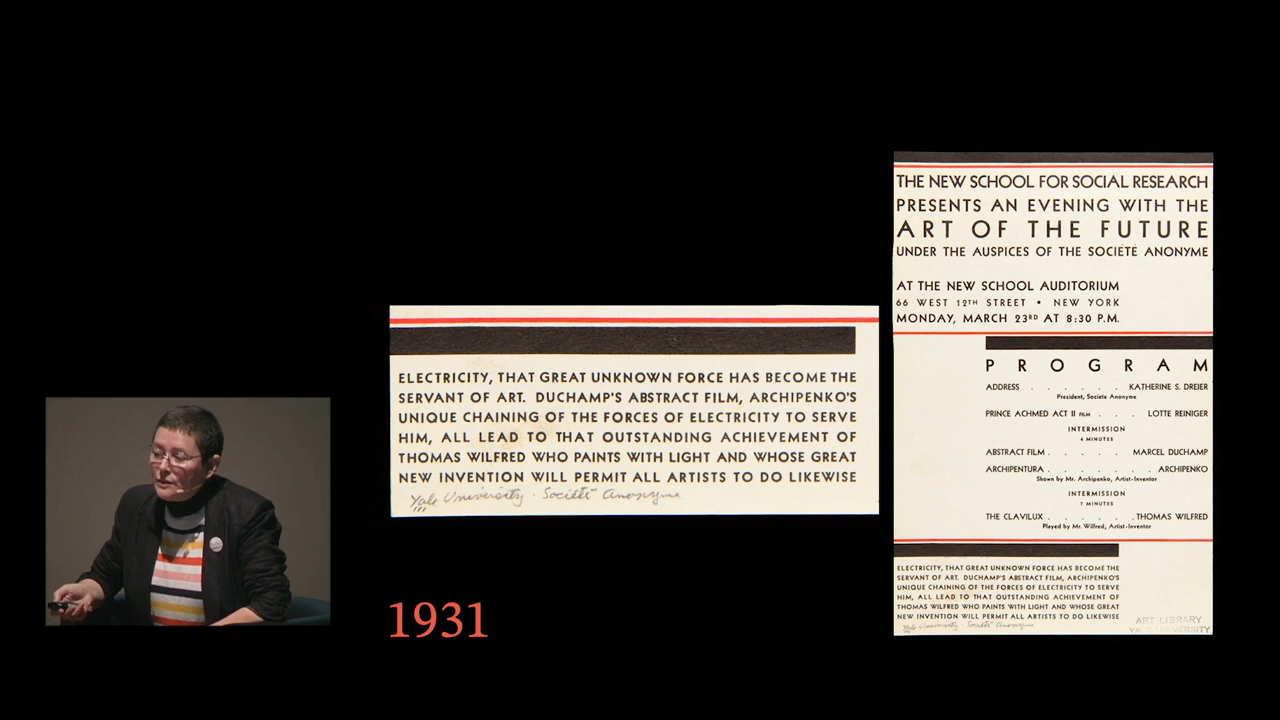 ELECTRICITY, THAT GREAT UNKNOWN FORCE HAS BECOME THE
SERVANT OF ART. DUCHAMP'S ABSTRACT FILM, ARCHIPENKO'S
UNIQUE CHAINING OF THE FORCES OF ELECTRICITY TO SERVE
HIM, ALL LEAD TO THAT OUTSTANDING ACHIEVEMENT OF
THOMAS WILFRED WHO PAINTS WITH LIGHT AND WHOSE GREAT
NEW INVENTION WILL PERMIT ALL ARTISTS TO DO LIKEWISE
Yale University · Societé Anonyme
1931
THE NEW SCHOOL FOR SOCIAL RESEARCH
PRESENTS AN EVENING WITH THE
ART OF THE FUTURE
UNDER THE AUSPICES OF THE SOCIÉTÉ ANONYME
AT THE NEW SCHOOL AUDITORIUM
66 WEST 12TH STREET • NEW YORK
MONDAY, MARCH 23RD AT 8:30 P.M.
PROGRAM
ADDRESS . . . . . . KATHERINE S. DREIER
President, Societe Anonyme
PRINCE ACHMED ACT II FILM . . . LOTTE REINIGER
INTERMISSION
4 MINUTES
ABSTRACT FILM . . . . . MARCEL DUCHAMP
ARCHIPENTURA . . . . . . . ARCHIPENKO
Shown by Mr. Archipenko, Artist-Inventor
INTERMISSION
7 MINUTES
THE CLAVILUX . . . . . THOMAS WILFRED
Played by Mr. Wilfred, Artist-Inventor
ELECTRICITY, THAT GREAT UNKNOWN FORCE HAS BECOME THE
SERVANT OF ART. DUCHAMP'S ABSTRACT FILM, ARCHIPENKO'S
UNIQUE CHAINING OF THE FORCES OF ELECTRICITY TO SERVE
HIM, ALL LEAD TO THAT OUTSTANDING ACHIEVEMENT OF
THOMAS WILFRED WHO PAINTS WITH LIGHT AND WHOSE GREAT
NEW INVENTION WILL PERMIT ALL ARTISTS TO DO LIKEWISE
Yale University · Societé Anonyme
ART LIBRARY
YALE UNIVERSITY